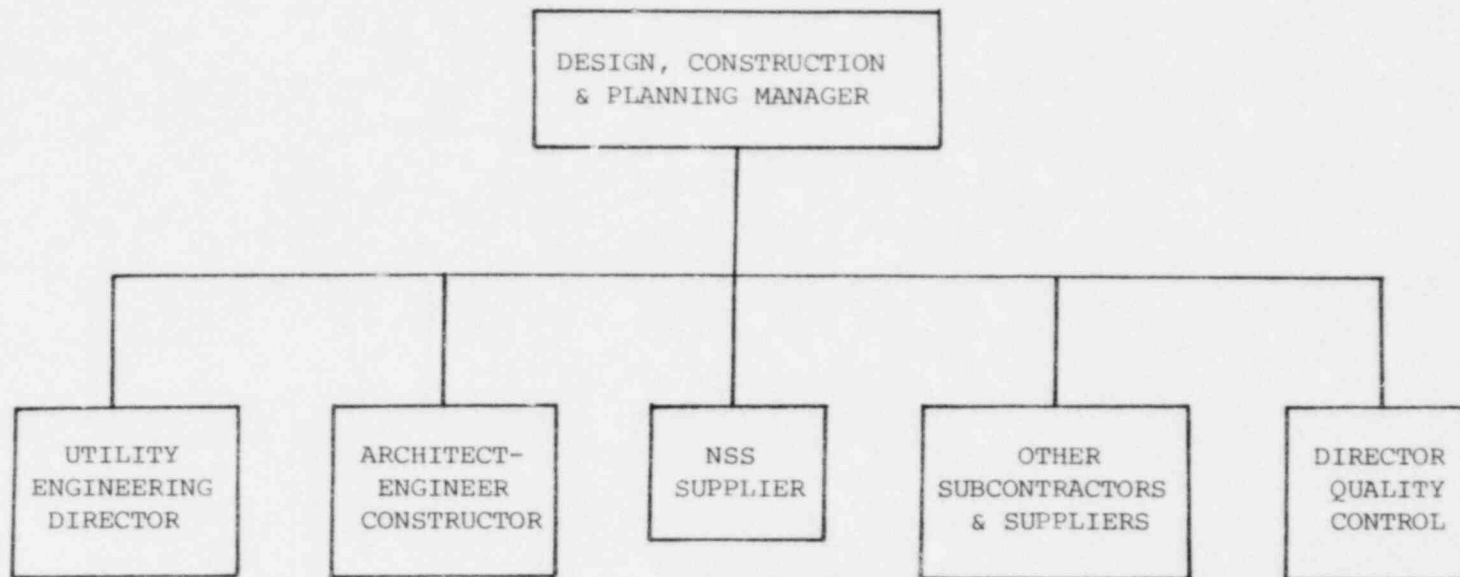 DESIGN, CONSTRUCTION
& PLANNING MANAGER
UTILITY
ENGINEERING
DIRECTOR
ARCHITECT-
ENGINEER
CONSTRUCTOR
NSS
SUPPLIER
OTHER
SUBCONTRACTORS
& SUPPLIERS
DIRECTOR
QUALITY
CONTROL